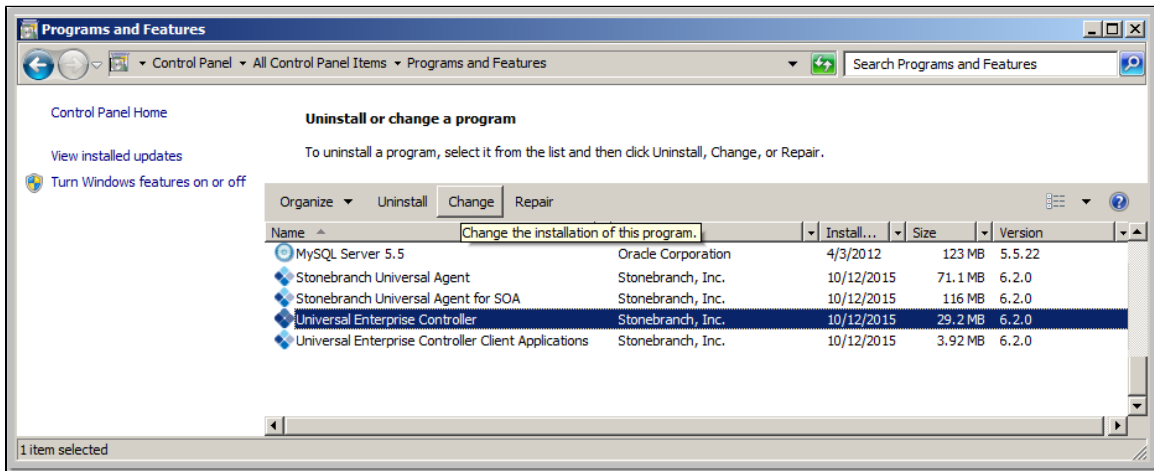 Programs and Features
Control Panel All Control Panel Items Programs and Features Search Programs and Features
Control Panel Home
Uninstall or change a program
View installed updates
To uninstall a program, select it from the list and then click Uninstall, Change, or Repair.
Turn Windows features on or off
Organize Uninstall Change Repair
Name Install... Size Version
Change the installation of this program.
MySQL Server 5.5 Oracle Corporation 4/3/2012 123 MB 5.5.22
Stonebranch Universal Agent Stonebranch, Inc. 10/12/2015 71.1 MB 6.2.0
Stonebranch Universal Agent for SOA Stonebranch, Inc. 10/12/2015 116 MB 6.2.0
Universal Enterprise Controller Stonebranch, Inc. 10/12/2015 29.2 MB 6.2.0
Universal Enterprise Controller Client Applications Stonebranch, Inc. 10/12/2015 3.92 MB 6.2.0
1 item selected